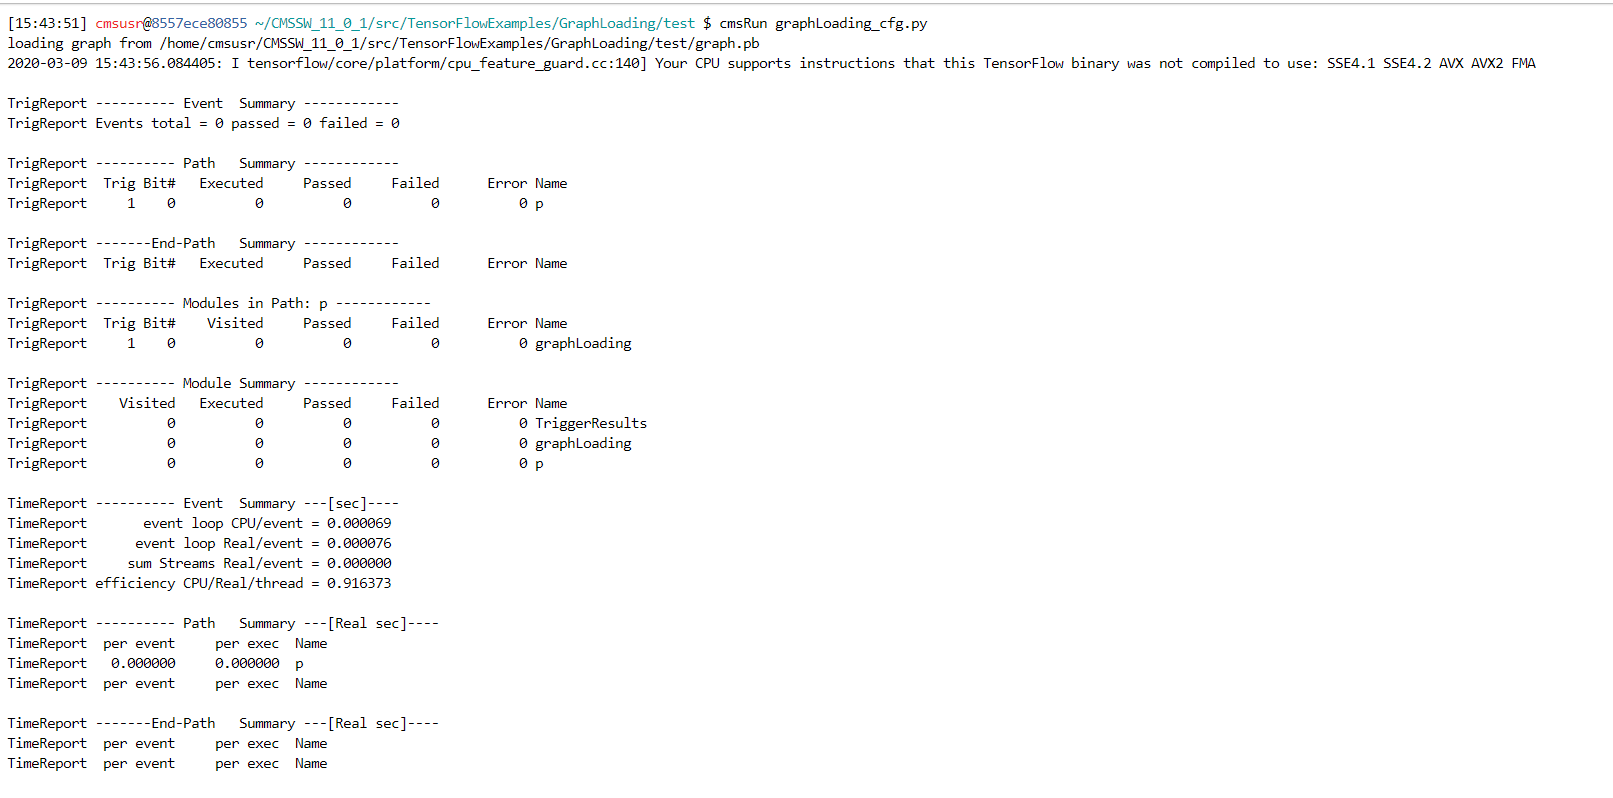 [15:43:51] cmsusr@8557ece80855 ~/CMSSW_11_0_1/src/TensorFlowExamples/GraphLoading/test $ cmsRun graphLoading_cfg.py
loading graph from /home/cmsusr/CMSSW_11_0_1/src/TensorFlowExamples/GraphLoading/test/graph.pb
2020-03-09 15:43:56.084405: I tensorflow/core/platform/cpu_feature_guard.cc:140] Your CPU supports instructions that this TensorFlow binary was not compiled to use: SSE4.1 SSE4.2 AVX AVX2 FMA
TrigReport ---------- Event  Summary ------------
TrigReport Events total = 0 passed = 0 failed = 0
TrigReport ---------- Path   Summary ------------
TrigReport  Trig Bit#   Executed     Passed     Failed      Error Name
TrigReport     1    0          0          0          0          0 p
TrigReport -------End-Path   Summary ------------
TrigReport  Trig Bit#   Executed     Passed     Failed      Error Name
TrigReport ---------- Modules in Path: p ------------
TrigReport  Trig Bit#    Visited     Passed     Failed      Error Name
TrigReport     1    0          0          0          0          0 graphLoading
TrigReport ---------- Module Summary ------------
TrigReport    Visited   Executed     Passed     Failed      Error Name
TrigReport          0          0          0          0          0 TriggerResults
TrigReport          0          0          0          0          0 graphLoading
TrigReport          0          0          0          0          0 p
TimeReport ---------- Event  Summary ---[sec]----
TimeReport       event loop CPU/event = 0.000069
TimeReport      event loop Real/event = 0.000076
TimeReport     sum Streams Real/event = 0.000000
TimeReport efficiency CPU/Real/thread = 0.916373
TimeReport ---------- Path   Summary ---[Real sec]----
TimeReport  per event     per exec  Name
TimeReport   0.000000     0.000000  p
TimeReport  per event     per exec  Name
TimeReport -------End-Path   Summary ---[Real sec]----
TimeReport  per event     per exec  Name
TimeReport  per event     per exec  Name